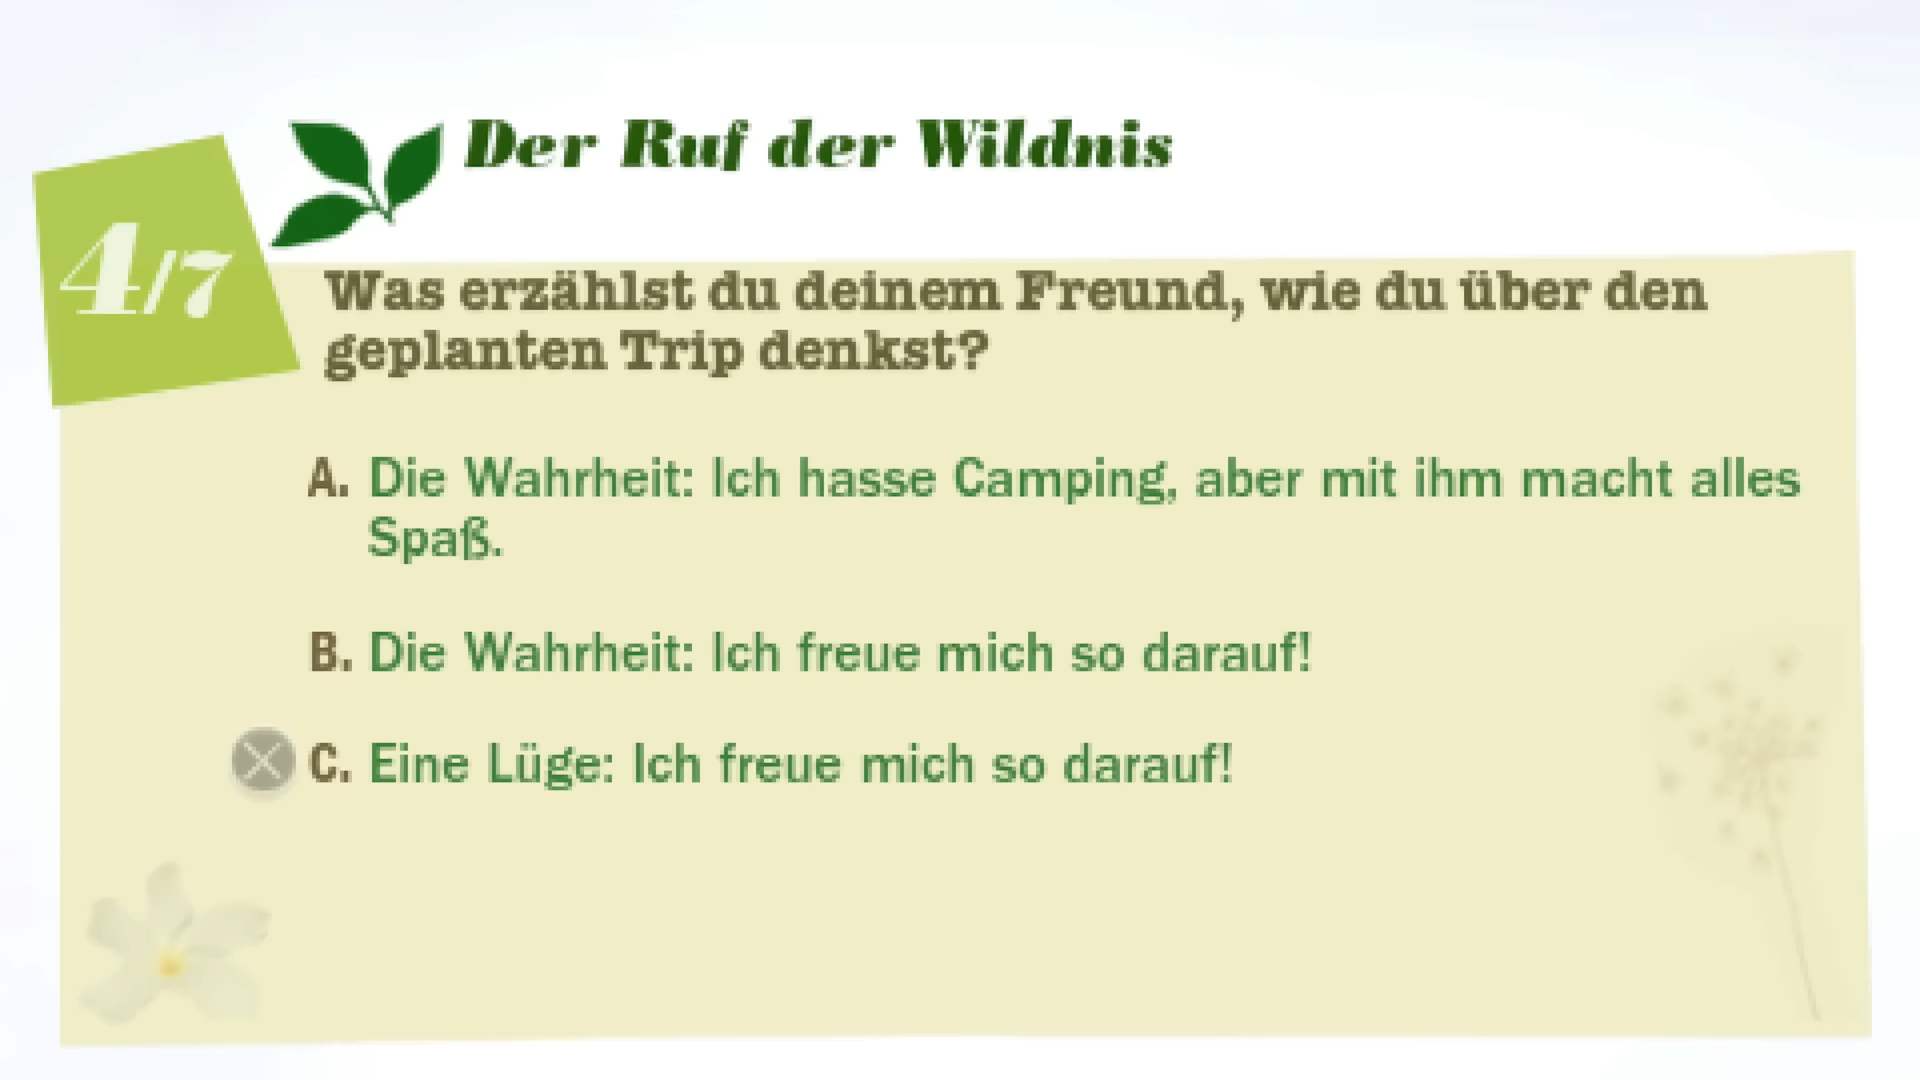 Der Ruf der Wildnis
4/7
Was erzählst du deinem Freund, wie du über den
geplanten Trip denkst?
A. Die Wahrheit: Ich hasse Camping, aber mit ihm macht alles
Spaß.
B. Die Wahrheit: Ich freue mich so darauf!
C. Eine Lüge: Ich freue mich so darauf!